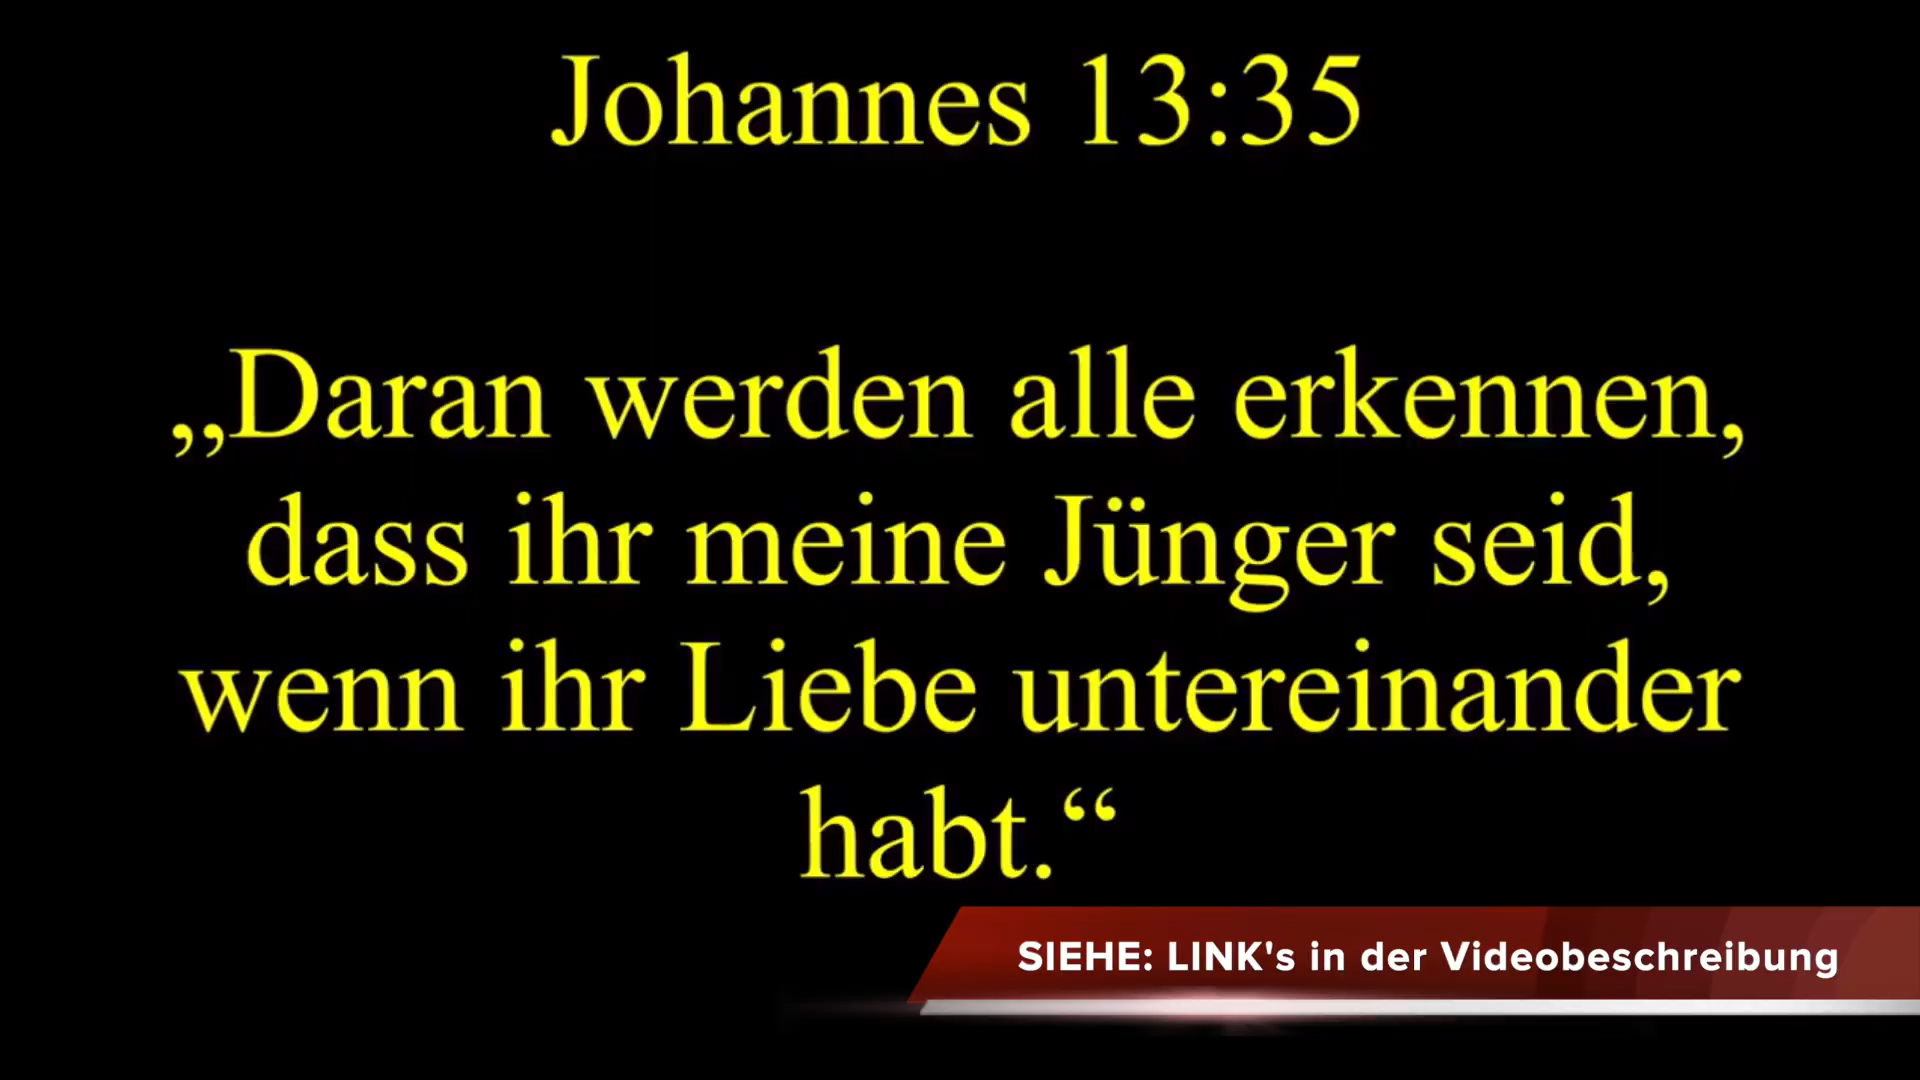 Johannes 13:35
„Daran werden alle erkennen,
dass ihr meine Jünger seid,
wenn ihr Liebe untereinander
habt.“
SIEHE: LINK's in der Videobeschreibung